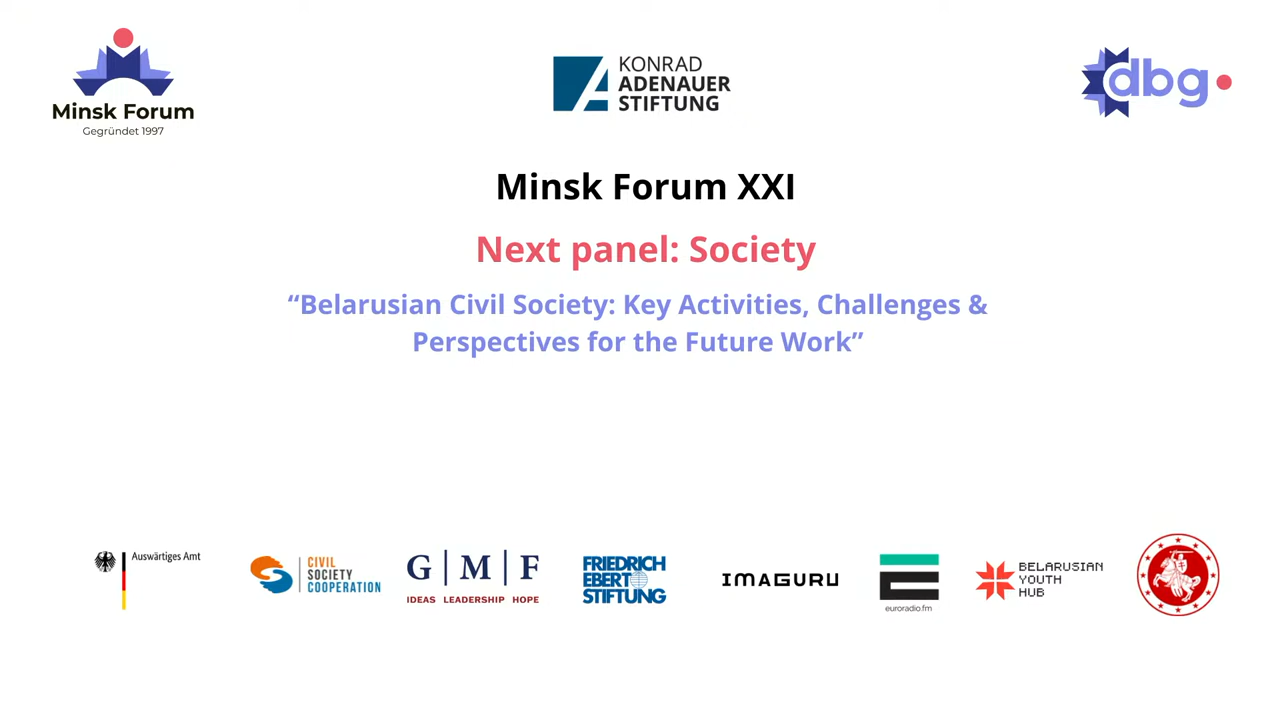 Minsk Forum
Gegründet 1997
KONRAD
ADENAUER
STIFTUNG
dbg
Minsk Forum XXI
Next panel: Society
“Belarusian Civil Society: Key Activities, Challenges &
Perspectives for the Future Work”
Auswärtiges Amt
CIVIL
SOCIETY
COOPERATION
G|M|F
IDEAS LEADERSHIP HOPE
FRIEDRICH
EBERT
STIFTUNG
IMAGURU
euroradio.fm
BELARUSIAN
YOUTH
HUB